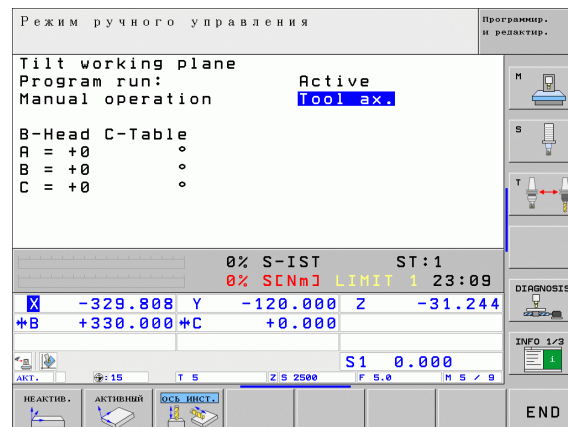 Режим ручного управления
Программир.
и редактир.
Tilt working plane
Program run: Active
Manual operation Tool ax.
B-Head C-Table
A = +0 °
B = +0 °
C = +0 °
M
S
T
0% S-IST ST:1
0% S[Nm] LIMIT 1 23:09
DIAGNOSIS
X -329.808 Y -120.000 Z -31.244
B +330.000 C +0.000
INFO 1/3
S1 0.000
АКТ. : 15 T 5 Z S 2500 F 5.0 M 5 / 9
НЕАКТИВ. АКТИВНЫЙ ОСЬ ИНСТ. END